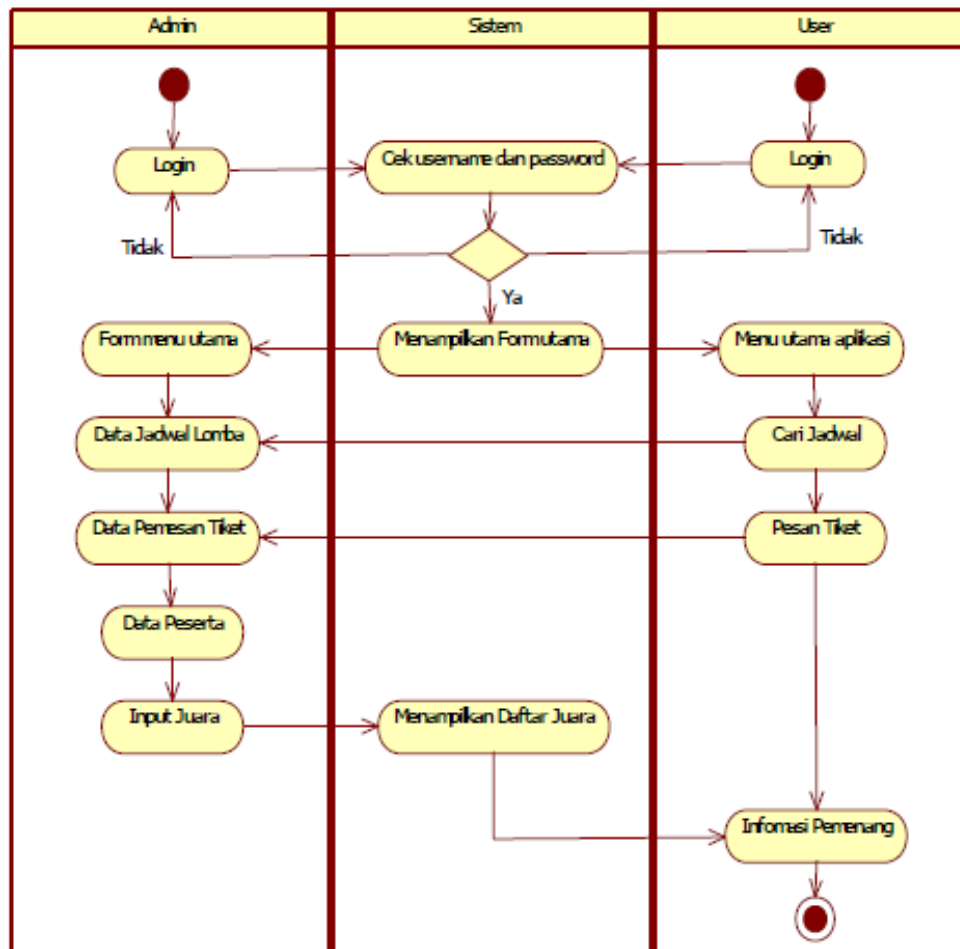 Admin
Sistem
User
Login
Cek username dan password
Login
Tidak
Tidak
Ya
Form menu utama
Menampilkan Form utama
Menu utama aplikasi
Data Jadwal Lomba
Cari Jadwal
Data Pemesan Tiket
Pesan Tiket
Data Peserta
Input Juara
Menampilkan Daftar Juara
Infomasi Pemenang